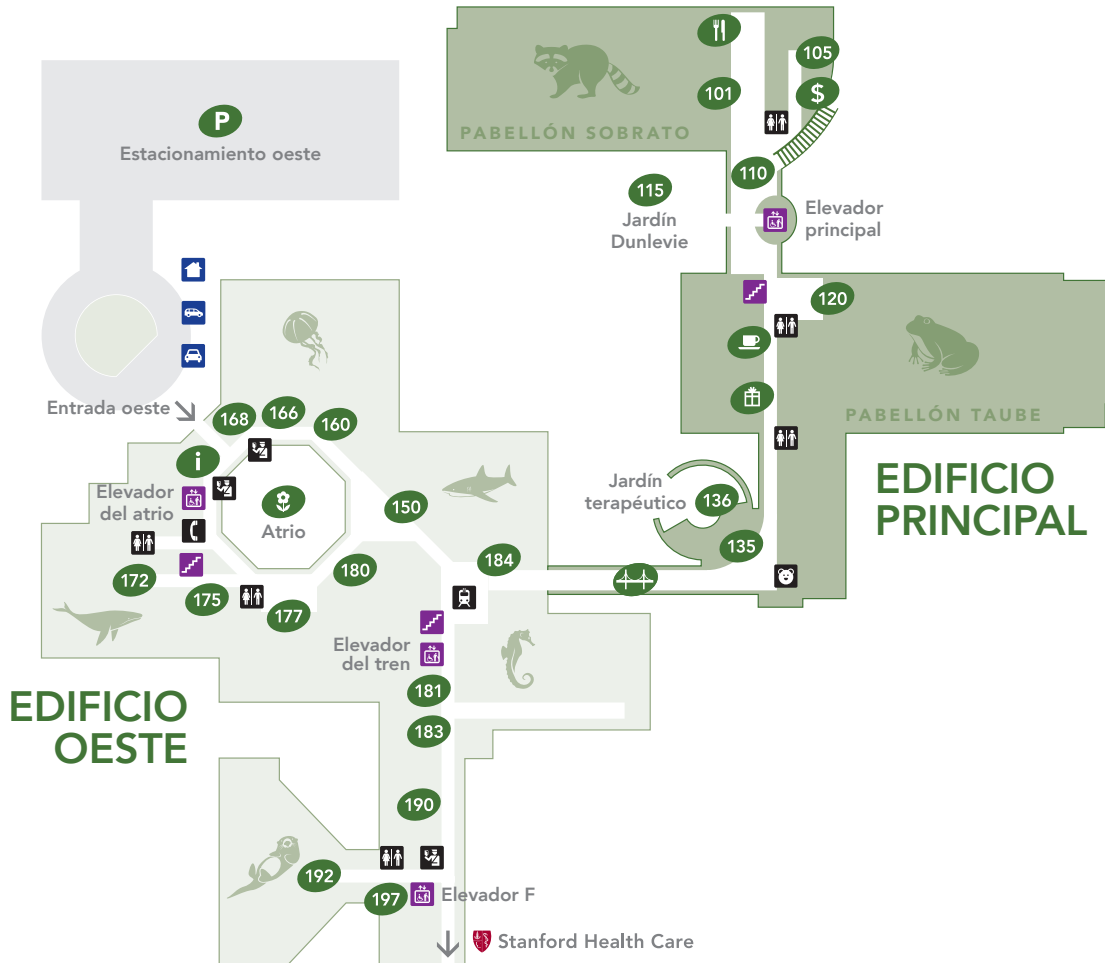 105
101
$
PABELLÓN SOBRATO
P
Estacionamiento oeste
110
115
Jardín
Dunlevie
Elevador
principal
120
PABELLÓN TAUBE
Entrada oeste
168
166
160
i
Elevador
del atrio
Atrio
150
Jardín
terapéutico
136
135
EDIFICIO
PRINCIPAL
172
175
177
180
184
Elevador
del tren
181
183
EDIFICIO
OESTE
190
192
197
Elevador F
Stanford Health Care